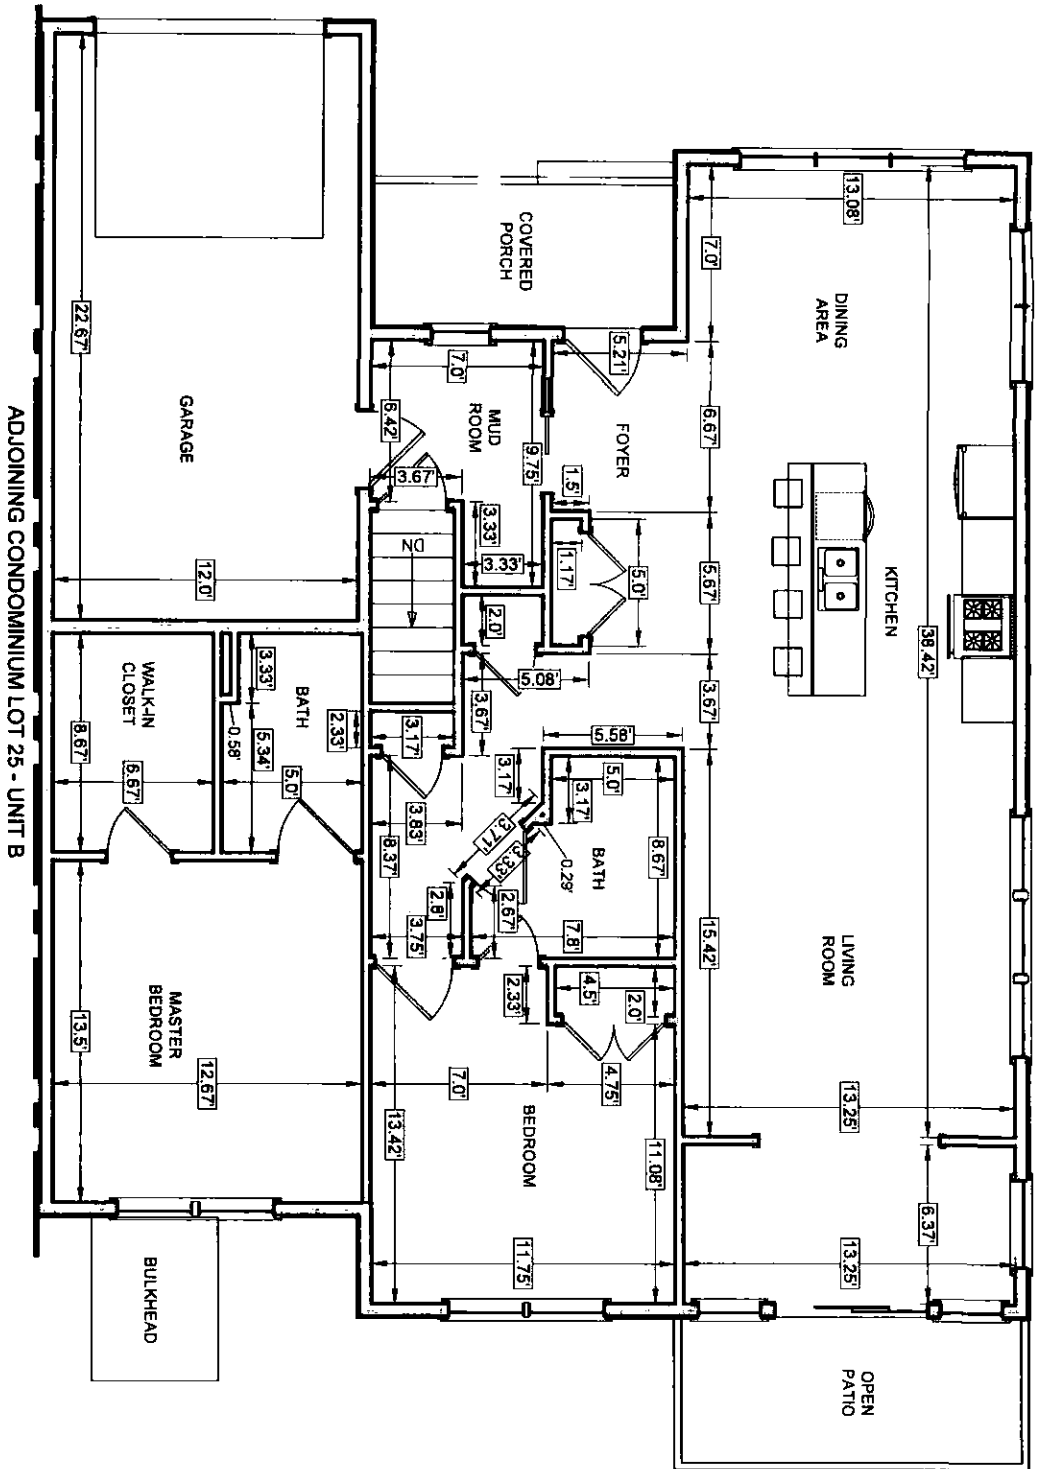 COVERED
PORCH
13.08'
7.0'
DINING
AREA
22.67'
5.21'
7.0'
6.42'
MUD
ROOM
GARAGE
FOYER
6.67'
9.75'
3.67'
1.5'
3.33'
3.33'
DN
1.17'
5.0'
5.67'
KITCHEN
38.42'
12.0'
2.0'
5.08'
3.67'
3.67'
WALK-IN
CLOSET
3.33'
BATH
2.33'
0.58'
5.34'
3.17'
5.58'
8.67'
6.67'
5.0'
3.17'
5.0'
3.17'
3.83'
8.37'
3.71'
3.33'
0.29'
BATH
8.67'
2.8'
2.67'
3.75'
7.8'
15.42'
LIVING
ROOM
2.33'
4.5'
2.0'
MASTER
BEDROOM
13.5'
12.67'
7.0'
4.75'
13.42'
BEDROOM
11.08'
13.25'
6.37'
11.75'
13.25'
BULKHEAD
OPEN
PATIO
ADJOINING CONDOMINIUM LOT 25 - UNIT B